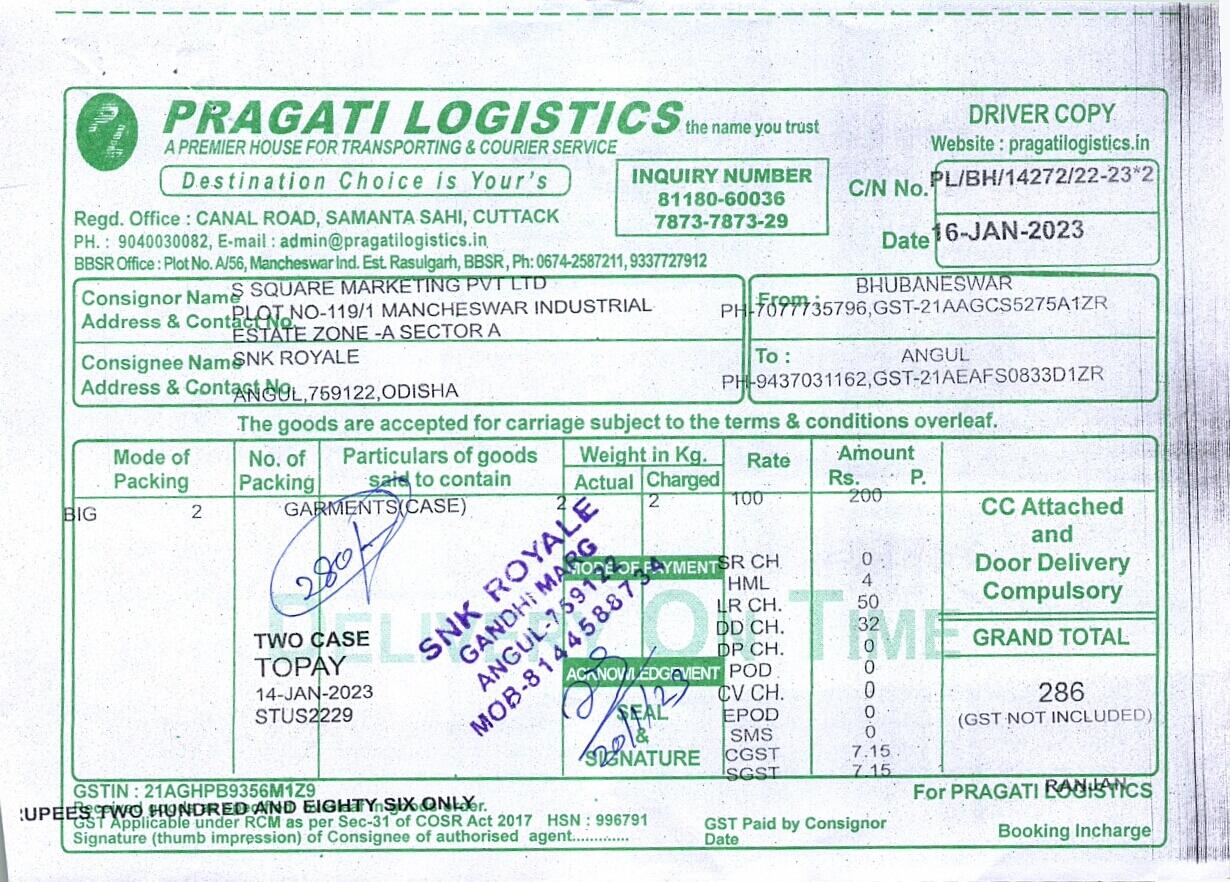 PRAGATI LOGISTICS the name you trust
A PREMIER HOUSE FOR TRANSPORTING & COURIER SERVICE
Destination Choice is Your's
DRIVER COPY
Website : pragatilogistics.in
INQUIRY NUMBER
81180-60036
7873-7873-29
C/N No. PL/BH/14272/22-23*2
Date 16-JAN-2023
Regd. Office : CANAL ROAD, SAMANTA SAHI, CUTTACK
PH. : 9040030082, E-mail : admin@pragatilogistics.in
BBSR Office : Plot No. A/56, Mancheswar Ind. Est. Rasulgarh, BBSR, Ph: 0674-2587211, 9337727912
Consignor Name S SQUARE MARKETING PVT LTD
Address & Contact No. PLOT NO-119/1 MANCHESWAR INDUSTRIAL
ESTATE ZONE -A SECTOR A
From : BHUBANESWAR
PH-7077735796,GST-21AAGCS5275A1ZR
Consignee Name SNK ROYALE
Address & Contact No. ANGUL,759122,ODISHA
To : ANGUL
PH-9437031162,GST-21AEAFS0833D1ZR
The goods are accepted for carriage subject to the terms & conditions overleaf.
Mode of Packing No. of Packing Particulars of goods said to contain Weight in Kg. Actual Charged Rate Amount Rs. P.
BIG 2 GARMENTS(CASE) 2 2 100 200
280/-
CC Attached
and
Door Delivery
Compulsory
GRAND TOTAL
286
(GST NOT INCLUDED)
DELIVERY ON TIME
TWO CASE
TOPAY
14-JAN-2023
STUS2229
SNK ROYALE
GANDHI MARG
ANGUL-759122
MOB-8144588734
MODE OF PAYMENT
ACKNOWLEDGEMENT
SEAL
&
SIGNATURE
20/1/23
SR CH 0
HML 4
LR CH. 50
DD CH. 32
DP CH. 0
POD 0
CV CH. 0
EPOD 0
SMS 0
CGST 7.15
SGST 7.15
GSTIN : 21AGHPB9356M1Z9
RUPEES TWO HUNDRED AND EIGHTY SIX ONLY
GST Applicable under RCM as per Sec-31 of COSR Act 2017 HSN : 996791
Signature (thumb impression) of Consignee of authorised agent.............
GST Paid by Consignor
Date
RANJAN
For PRAGATI LOGISTICS
Booking Incharge